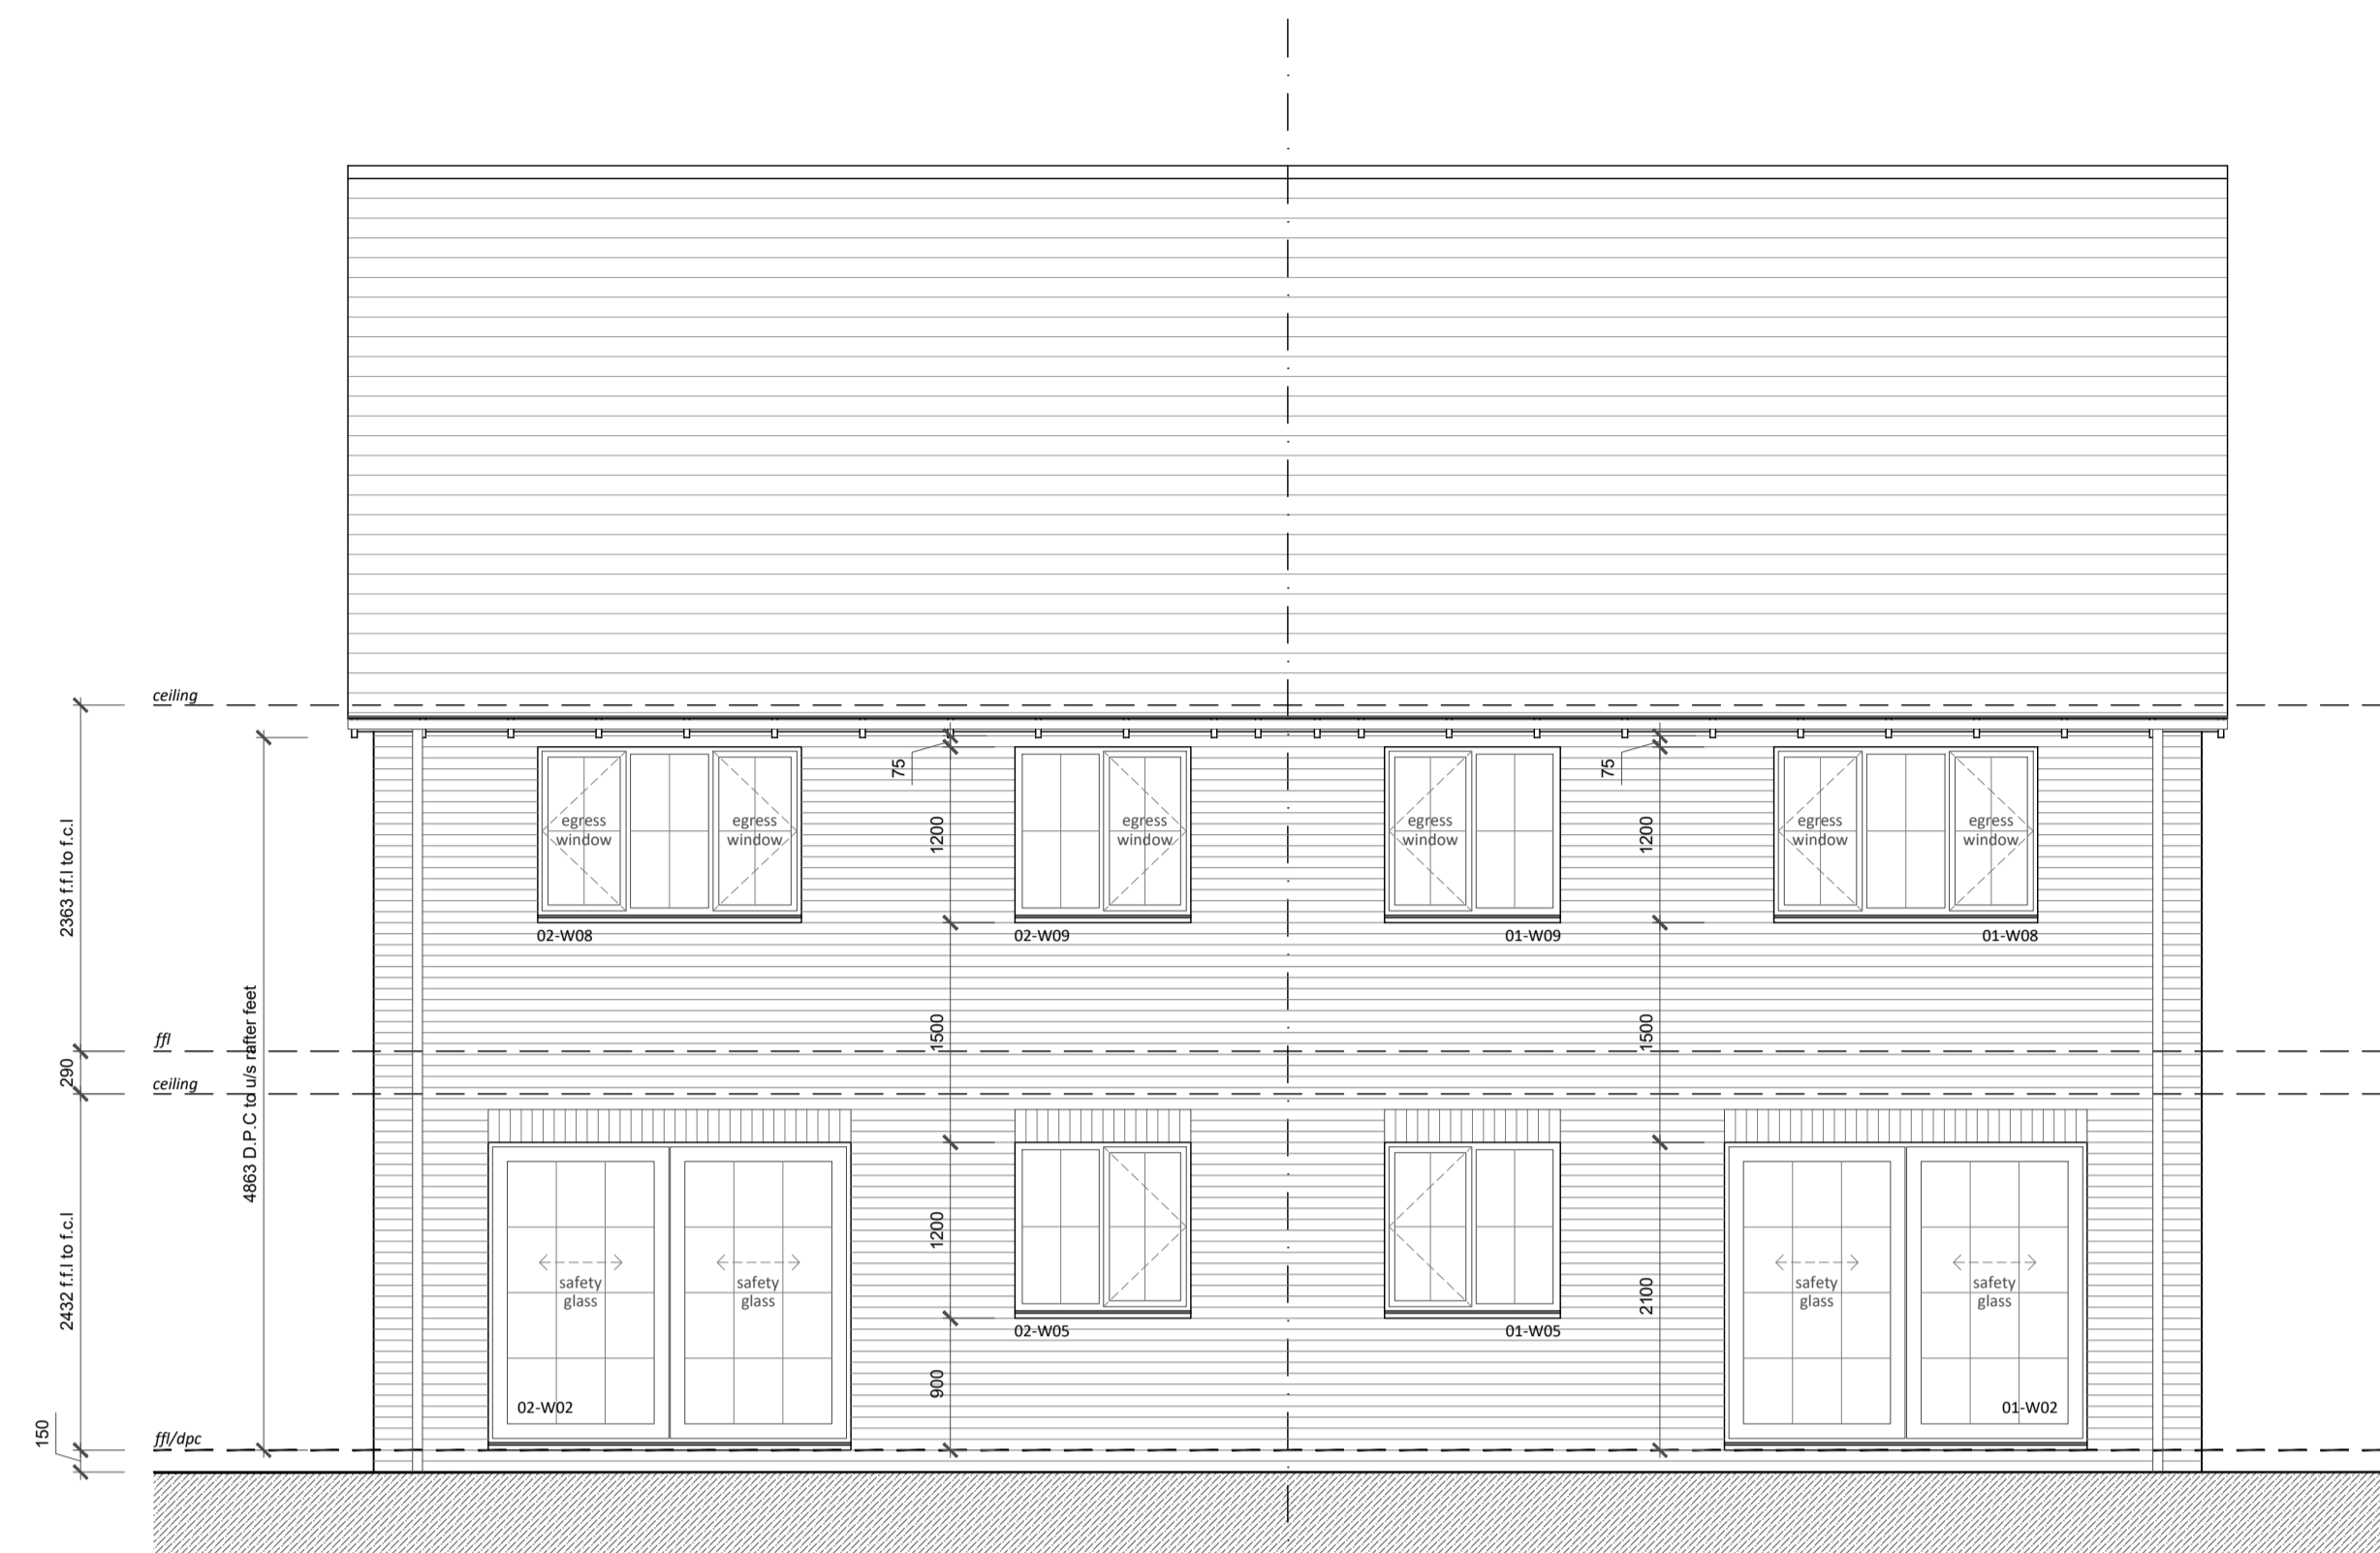 ceiling
75
75
egress
window
egress
window
egress
window
egress
window
egress
window
egress
window
1200
1200
2363 f.f.l to f.c.l
02-W08
02-W09
01-W09
01-W08
4863 D.P.C to u/s rafter feet
1500
1500
ffl
290
ceiling
2432 f.f.l to f.c.l
1200
2100
safety
glass
safety
glass
safety
glass
safety
glass
02-W05
01-W05
900
02-W02
01-W02
150
ffl/dpc